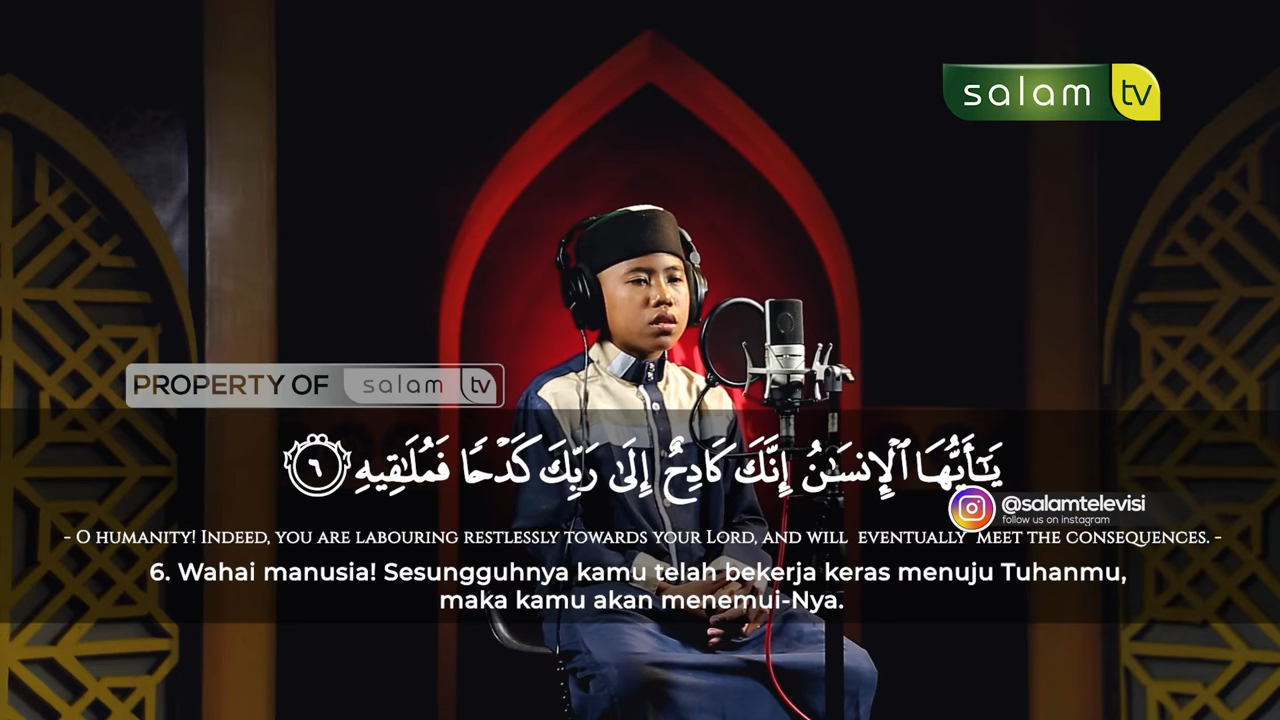 salam tv
PROPERTY OF salam tv
يَـٰٓأَيُّهَا ٱلْإِنسَـٰنُ إِنَّكَ كَادِحٌ إِلَىٰ رَبِّكَ كَدْحًا فَمُلَـٰقِيهِ ٦
@salamtelevisi
follow us on instagram
- O HUMANITY! INDEED, YOU ARE LABOURING RESTLESSLY TOWARDS YOUR LORD, AND WILL EVENTUALLY MEET THE CONSEQUENCES. -
6. Wahai manusia! Sesungguhnya kamu telah bekerja keras menuju Tuhanmu,
maka kamu akan menemui-Nya.